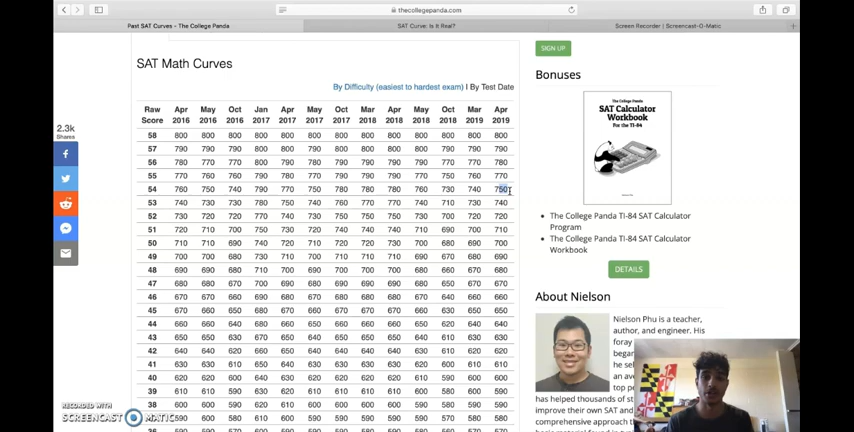 thecollegepanda.com
Past SAT Curves - The College Panda
SAT Curve: Is It Real?
Screen Recorder | Screencast-O-Matic
SAT Math Curves
By Difficulty (easiest to hardest exam) I By Test Date
Raw Score Apr 2016 May 2016 Oct 2016 Jan 2017 Apr 2017 May 2017 Oct 2017 Mar 2018 Apr 2018 May 2018 Oct 2018 Mar 2019 Apr 2019
58 800 800 800 800 800 800 800 800 800 800 800 800 800
57 790 790 790 800 790 790 790 800 790 790 790 790 790
56 780 770 770 800 790 780 790 790 790 770 770 770 780
55 770 760 760 790 780 770 790 790 790 770 750 760 770
54 760 750 740 790 770 750 780 780 780 760 730 740 750
53 740 730 730 780 750 740 760 770 770 740 710 730 740
52 730 720 720 770 740 730 750 750 750 730 700 720 720
51 720 710 700 750 730 720 740 740 740 710 690 700 710
50 710 710 690 740 720 710 720 720 730 700 680 690 700
49 700 700 680 730 710 700 710 710 710 690 670 680 690
48 690 690 680 710 700 690 700 700 700 680 660 670 680
47 680 680 670 700 690 680 690 690 690 670 650 670 670
46 670 670 660 690 680 670 680 680 680 670 640 660 660
45 670 660 650 680 670 660 670 670 670 660 630 650 650
44 660 660 640 680 660 650 660 660 660 650 620 640 640
43 650 650 630 670 650 640 650 650 650 640 610 630 630
42 640 640 620 660 650 640 640 640 640 630 610 620 620
41 630 630 610 650 640 630 630 630 630 620 600 610 610
40 620 620 600 640 630 620 620 620 620 610 590 600 600
39 610 610 590 630 620 610 610 610 610 600 580 600 590
38 600 600 590 620 610 600 600 600 600 590 580 590 590
2.3k
Shares
SIGN UP
Bonuses
The College Panda
SAT Calculator
Workbook
For the TI-84
The College Panda TI-84 SAT Calculator
Program
The College Panda TI-84 SAT Calculator
Workbook
DETAILS
About Nielson
Nielson Phu is a teacher,
author, and engineer. His
foray
began
he sel
an ave
top pe
has helped thousands of st
improve their own SAT and
comprehensive approach t
RECORDED WITH
SCREENCAST MATIC